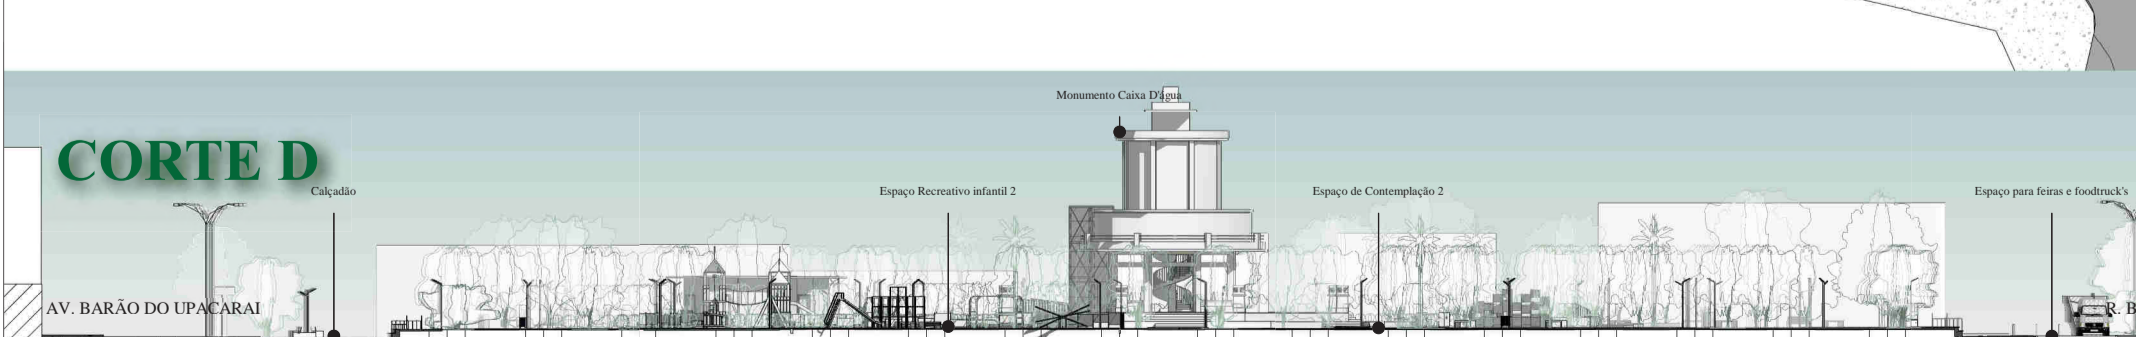 Monumento Caixa D'água
CORTE D
Calçadão
Espaço Recreativo infantil 2
Espaço de Contemplação 2
Espaço para feiras e foodtruck's
AV. BARÃO DO UPACARAI
R. B